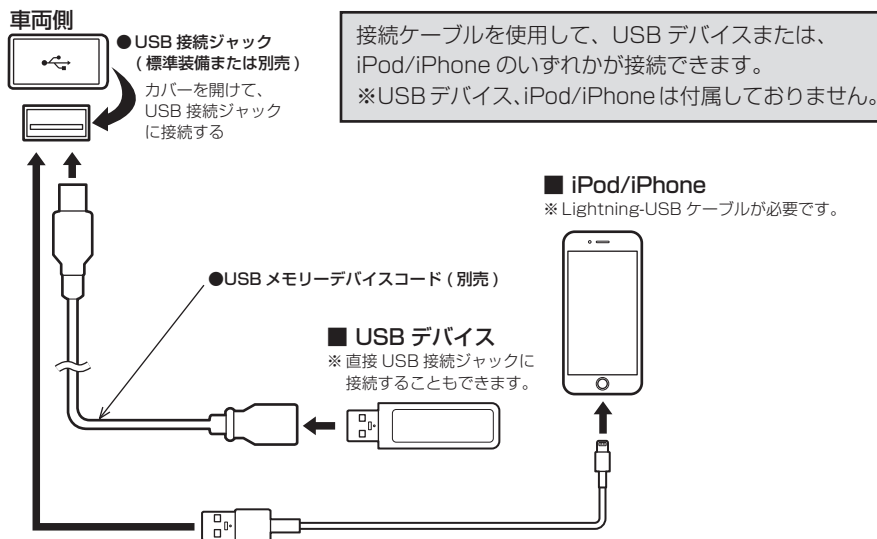 車両側
●USB 接続ジャック
( 標準装備または別売 )
カバーを開けて、
USB 接続ジャック
に接続する
接続ケーブルを使用して、USB デバイスまたは、
iPod/iPhone のいずれかが接続できます。
※USBデバイス、iPod/iPhoneは付属しておりません。
■ iPod/iPhone
※ Lightning-USB ケーブルが必要です。
●USB メモリーデバイスコード ( 別売 )
■ USB デバイス
※ 直接 USB 接続ジャックに
接続することもできます。